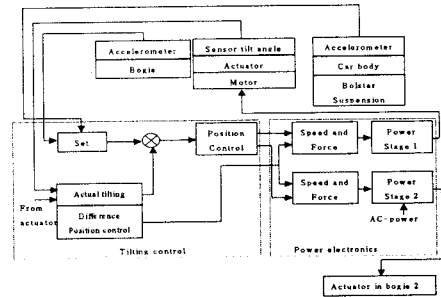 Accelerometer
Bogie
Sensor tilt angle
Actuator
Motor
Accelerometer
Car body
Bolstar
Suspension
Set
Position
Control
Speed and
Force
Power
Stage 1
Actual tilting
From
actuator
Difference
Position control
Speed and
Force
Power
Stage 2
AC-power
Tilting control
Power electronics
Actuator in bogie 2